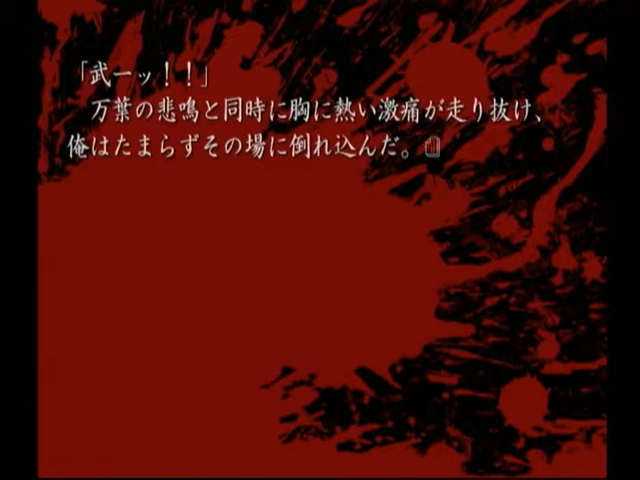 「武ーッ！！」
万葉の悲鳴と同時に胸に熱い激痛が走り抜け、
俺はたまらずその場に倒れ込んだ。